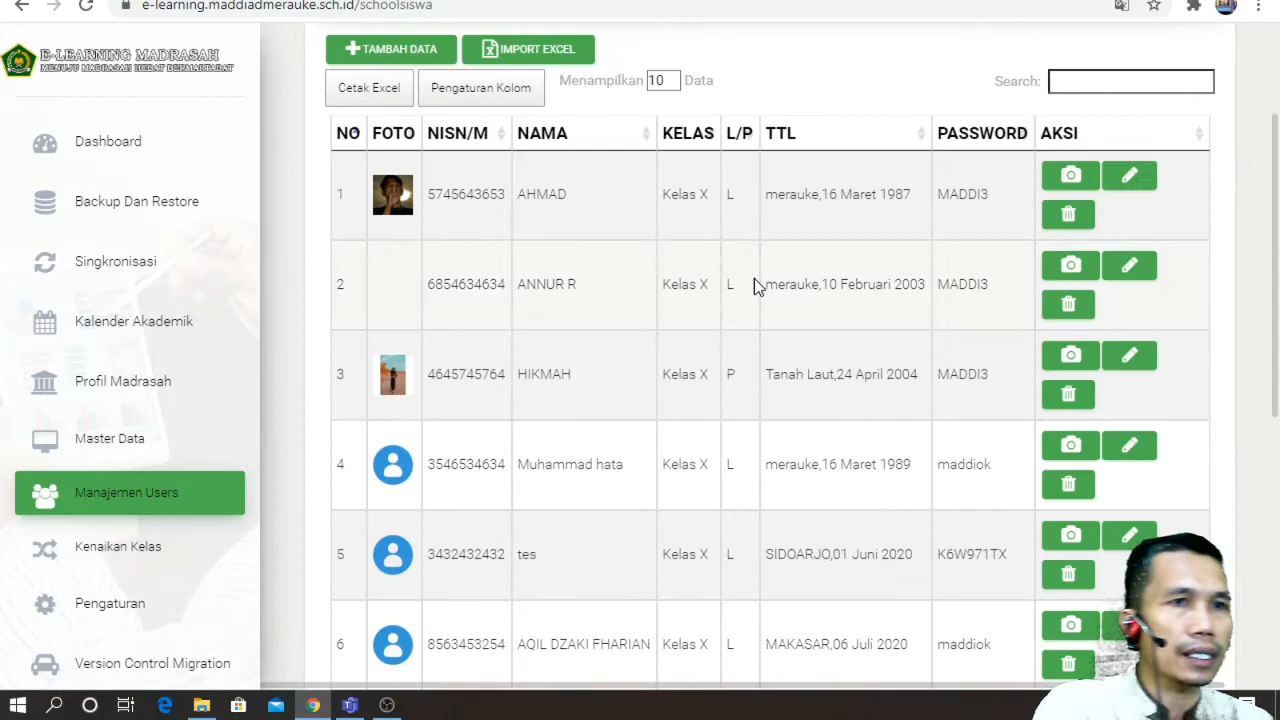 e-learning.maddiadmerauke.sch.id/schoolsiswa
E-LEARNING MADRASAH
MENUJU MADRASAH HEBAT BERMARTABAT
TAMBAH DATA
IMPORT EXCEL
Cetak Excel
Pengaturan Kolom
Menampilkan 10 Data
Search:
Dashboard
Backup Dan Restore
Singkronisasi
Kalender Akademik
Profil Madrasah
Master Data
Manajemen Users
Kenaikan Kelas
Pengaturan
Version Control Migration
NO FOTO NISN/M NAMA KELAS L/P TTL PASSWORD AKSI
1 5745643653 AHMAD Kelas X L merauke,16 Maret 1987 MADDI3
2 6854634634 ANNUR R Kelas X L merauke,10 Februari 2003 MADDI3
3 4645745764 HIKMAH Kelas X P Tanah Laut,24 April 2004 MADDI3
4 3546534634 Muhammad hata Kelas X L merauke,16 Maret 1989 maddiok
5 3432432432 tes Kelas X L SIDOARJO,01 Juni 2020 K6W971TX
6 8563453254 AQIL DZAKI FHARIAN Kelas X L MAKASAR,06 Juli 2020 maddiok